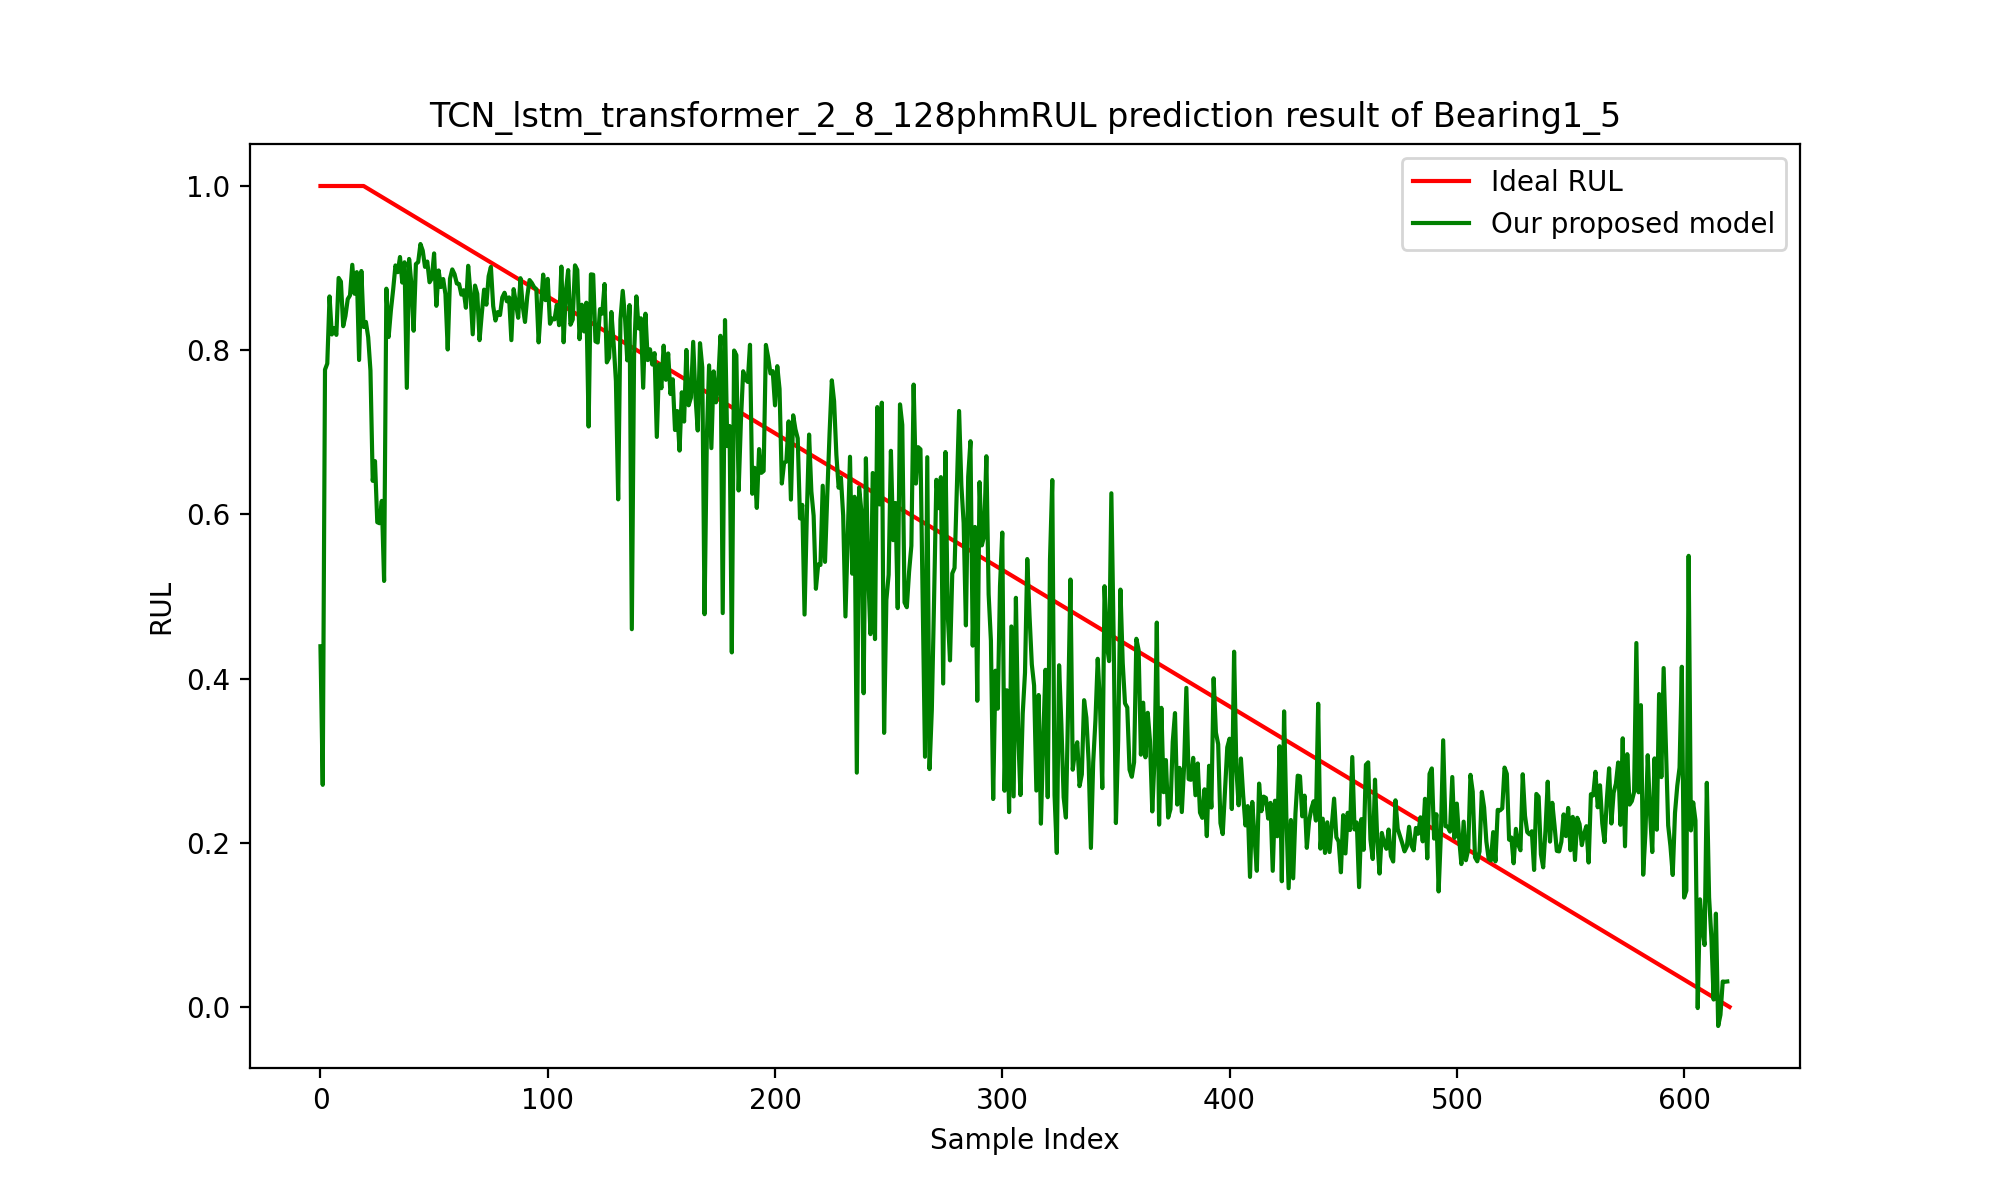 TCN_lstm_transformer_2_8_128phmRUL prediction result of Bearing1_5
Ideal RUL
Our proposed model
1.0
0.8
0.6
0.4
0.2
0.0
RUL
0 100 200 300 400 500 600
Sample Index